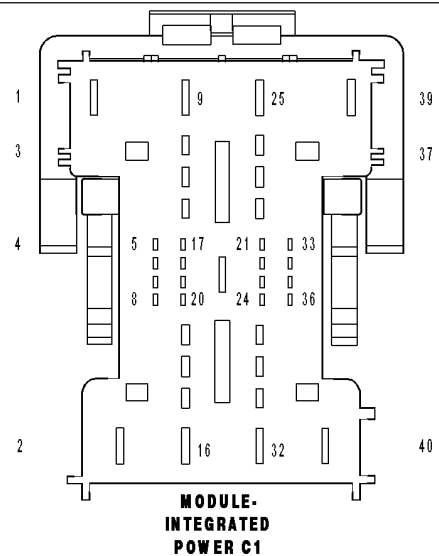 1 9 25 39
3 37
4 5 17 21 33
8 20 24 36
2 16 32 40
MODULE-
INTEGRATED
POWER C1